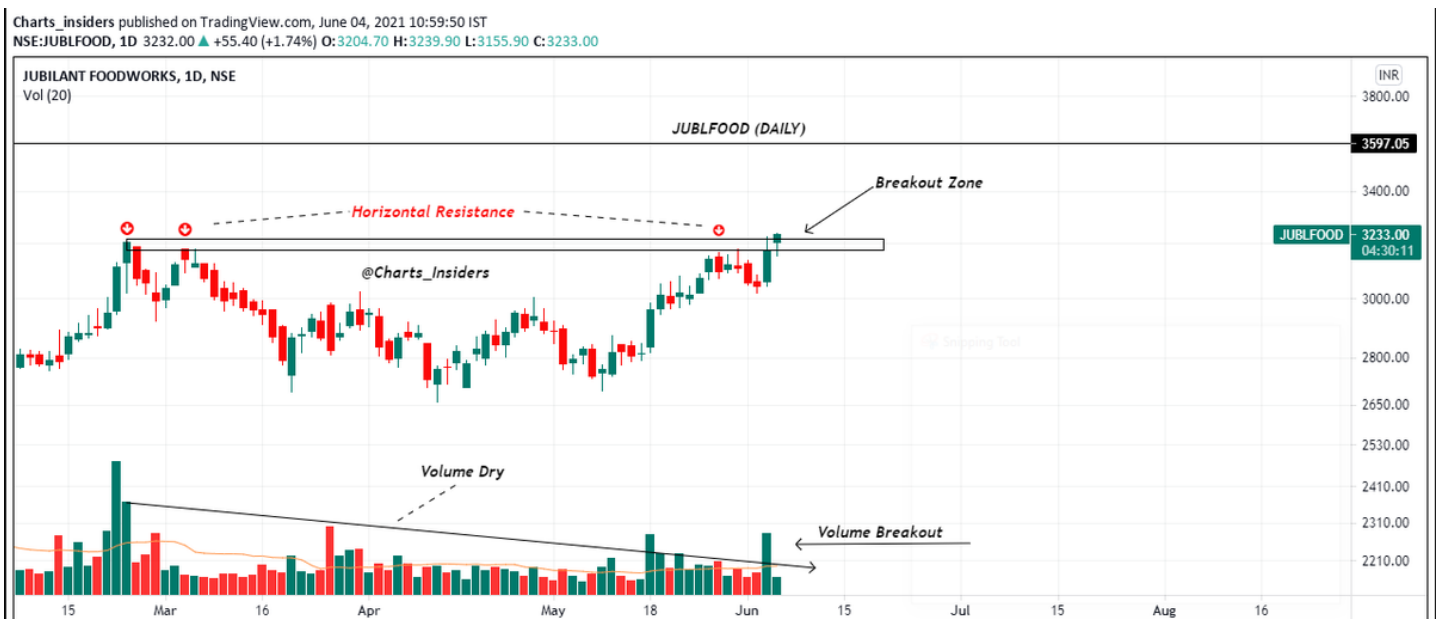 Charts_insiders published on TradingView.com, June 04, 2021 10:59:50 IST
NSE:JUBLFOOD, 1D 3232.00 ▲ +55.40 (+1.74%) O:3204.70 H:3239.90 L:3155.90 C:3233.00
JUBILANT FOODWORKS, 1D, NSE
INR
Vol (20)
3800.00
JUBLFOOD (DAILY)
3597.05
Breakout Zone
3400.00
Horizontal Resistance
JUBLFOOD 3233.00
04:30:11
@Charts_Insiders
3000.00
Snipping Tool
2800.00
2650.00
2530.00
Volume Dry
2410.00
2310.00
Volume Breakout
2210.00
15 Mar 16 Apr May 18 Jun 15 Jul 15 Aug 16